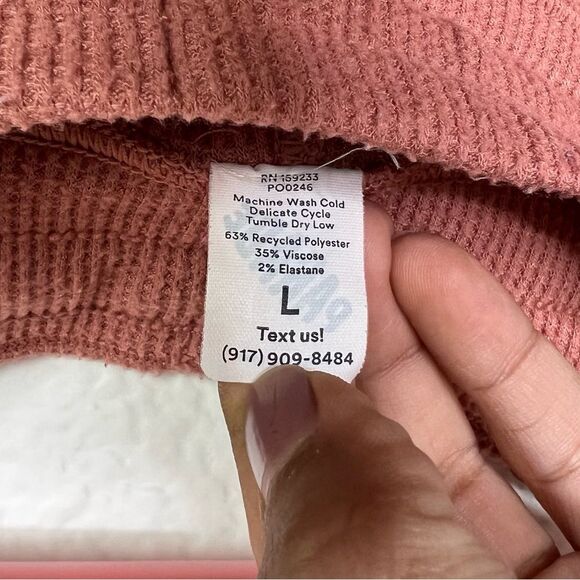 RN 159233
PO0246
Machine Wash Cold
Delicate Cycle
Tumble Dry Low
63% Recycled Polyester
35% Viscose
2% Elastane
L
Text us!
(917) 909-8484